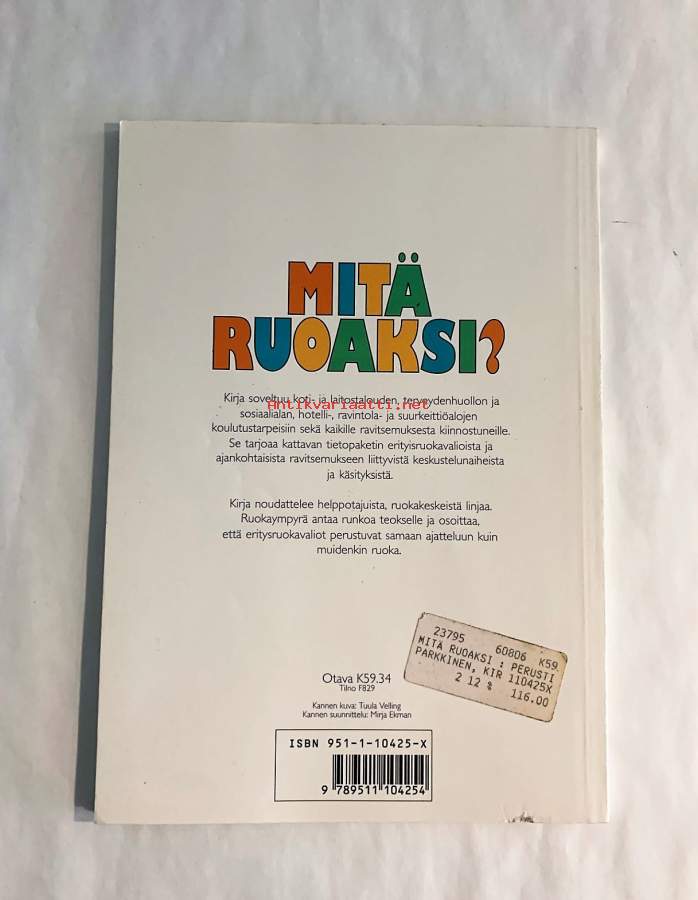 MITÄ
RUOAKSI?
Kirja soveltuu koti- ja laitostalouden, terveydenhuollon ja
Antikvariaatti.net
sosiaalialan, hotelli-, ravintola- ja suurkeittiöalojen
koulutustarpeisiin sekä kaikille ravitsemuksesta kiinnostuneille.
Se tarjoaa kattavan tietopaketin erityisruokavalioista ja
ajankohtaisista ravitsemukseen liittyvistä keskustelunaiheista
ja käsityksistä.
Kirja noudattelee helppotajuista, ruokakeskeistä linjaa.
Ruokaympyrä antaa runkoa teokselle ja osoittaa,
että eritysruokavaliot perustuvat samaan ajatteluun kuin
muidenkin ruoka.
23795 60806 K59.
MITÄ RUOAKSI : PERUSTI
PARKKINEN, KIR 110425X
2 12 % 116.00
Otava K59.34
Tilno F829
Kannen kuva: Tuula Velling
Kannen suunnittelu: Mirja Ekman
ISBN 951-1-10425-X
9 789511 104254